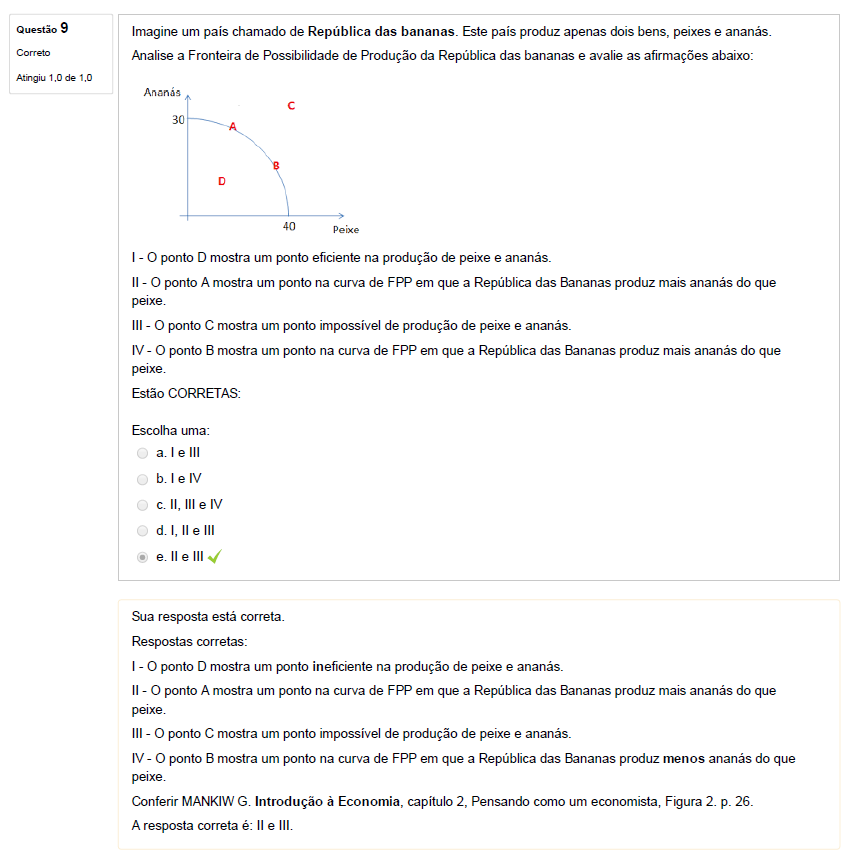 Questão 9
Correto
Atingiu 1,0 de 1,0
Imagine um país chamado de República das bananas. Este país produz apenas dois bens, peixes e ananás.
Analise a Fronteira de Possibilidade de Produção da República das bananas e avalie as afirmações abaixo:
Ananás
C
30
A
B
D
40
Peixe
I - O ponto D mostra um ponto eficiente na produção de peixe e ananás.
II - O ponto A mostra um ponto na curva de FPP em que a República das Bananas produz mais ananás do que
peixe.
III - O ponto C mostra um ponto impossível de produção de peixe e ananás.
IV - O ponto B mostra um ponto na curva de FPP em que a República das Bananas produz mais ananás do que
peixe.
Estão CORRETAS:
Escolha uma:
a. I e III
b. I e IV
c. II, III e IV
d. I, II e III
e. II e III
Sua resposta está correta.
Respostas corretas:
I - O ponto D mostra um ponto ineficiente na produção de peixe e ananás.
II - O ponto A mostra um ponto na curva de FPP em que a República das Bananas produz mais ananás do que
peixe.
III - O ponto C mostra um ponto impossível de produção de peixe e ananás.
IV - O ponto B mostra um ponto na curva de FPP em que a República das Bananas produz menos ananás do que
peixe.
Conferir MANKIW G. Introdução à Economia, capítulo 2, Pensando como um economista, Figura 2. p. 26.
A resposta correta é: II e III.